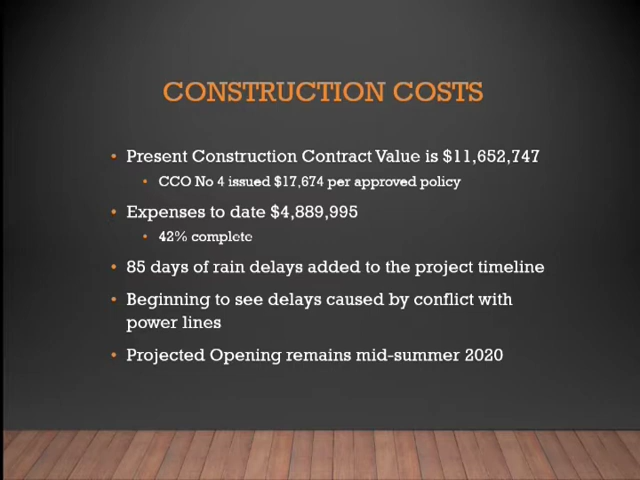 CONSTRUCTION COSTS
• Present Construction Contract Value is $11,652,747
• CCO No 4 issued $17,674 per approved policy
• Expenses to date $4,889,995
• 42% complete
• 85 days of rain delays added to the project timeline
• Beginning to see delays caused by conflict with
power lines
• Projected Opening remains mid-summer 2020